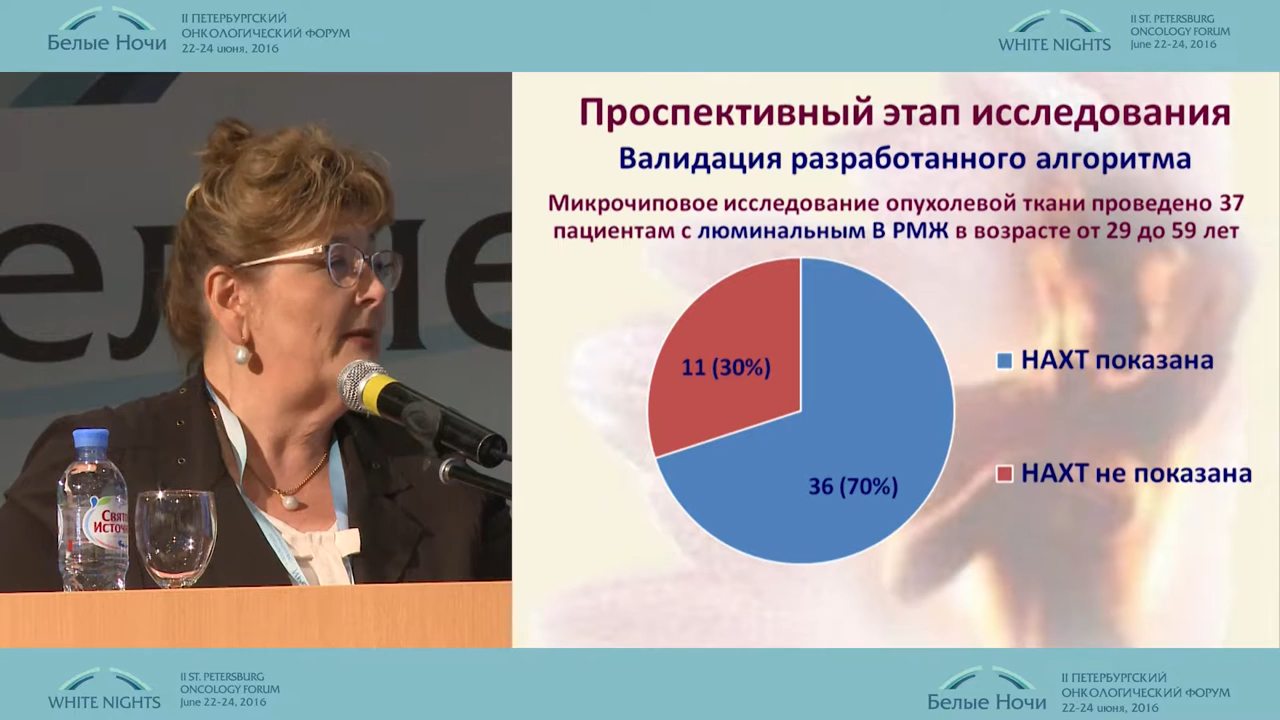 Белые Ночи
II ПЕТЕРБУРГСКИЙ
ОНКОЛОГИЧЕСКИЙ ФОРУМ
22-24 июня, 2016
WHITE NIGHTS
II ST. PETERSBURG
ONCOLOGY FORUM
June 22-24, 2016
Проспективный этап исследования
Валидация разработанного алгоритма
Микрочиповое исследование опухолевой ткани проведено 37
пациентам с люминальным В РМЖ в возрасте от 29 до 59 лет
11 (30%)
36 (70%)
НАХТ показана
НАХТ не показана
WHITE NIGHTS
II ST. PETERSBURG
ONCOLOGY FORUM
June 22-24, 2016
Белые Ночи
II ПЕТЕРБУРГСКИЙ
ОНКОЛОГИЧЕСКИЙ ФОРУМ
22-24 июня, 2016